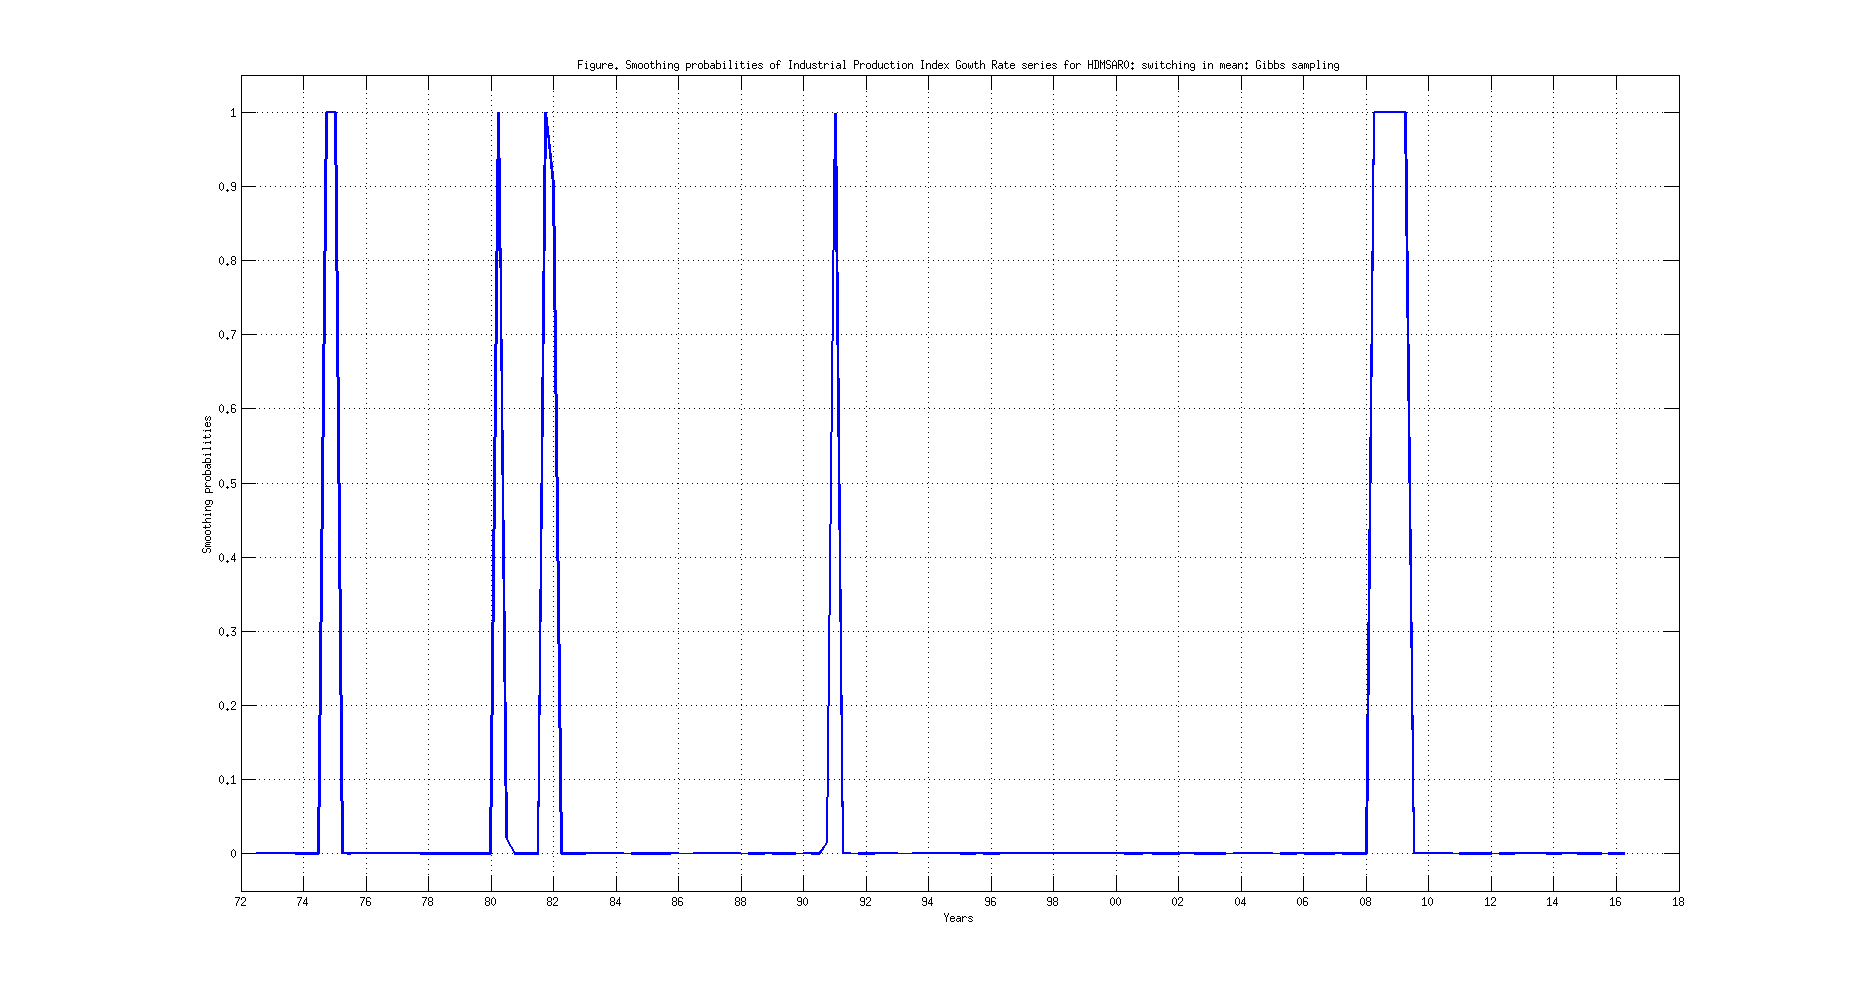 Figure. Smoothing probabilities of Industrial Production Index Gowth Rate series for HDMSARO: switching in mean: Gibbs sampling
1
0.9
0.8
0.7
0.6
0.5
0.4
0.3
0.2
0.1
0
Smoothing probabilities
72 74 76 78 80 82 84 86 88 90 92 94 96 98 00 02 04 06 08 10 12 14 16 18
Years